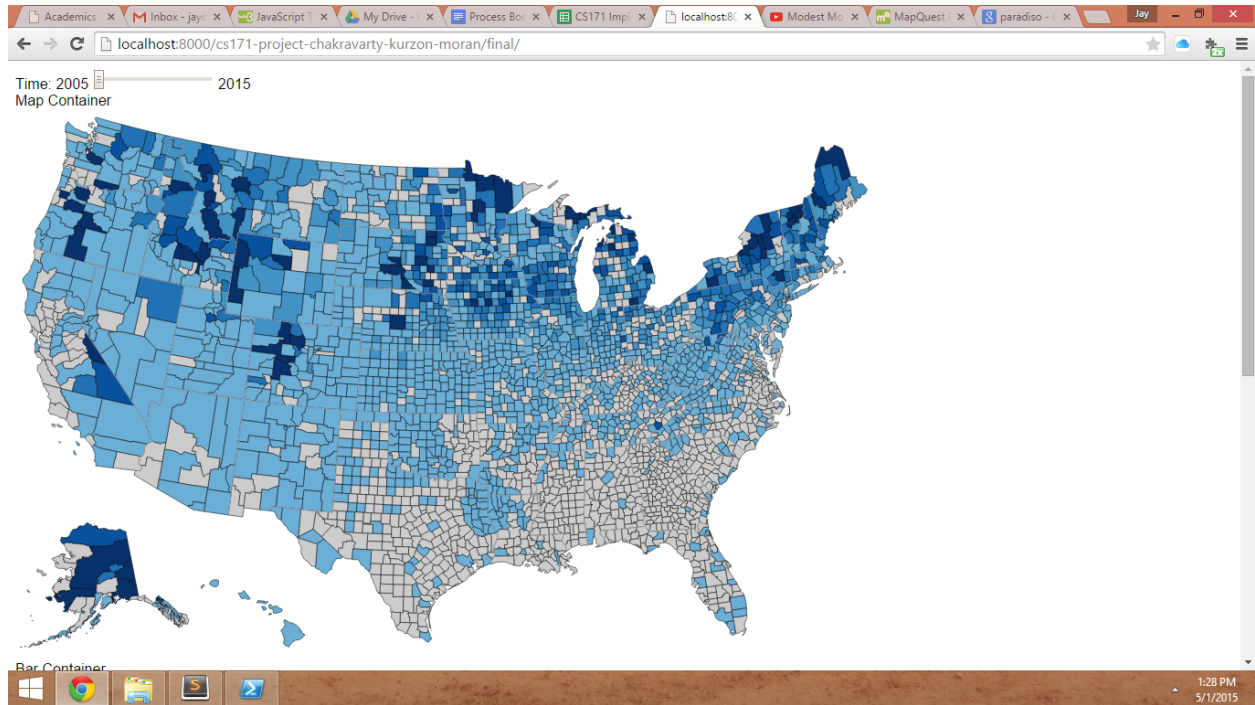 Academics
M Inbox - jayc
JavaScript T
My Drive -
Process Boo
CS171 Impl
localhost:80
Modest Mo
MapQuest
paradiso -
Jay
localhost:8000/cs171-project-chakravarty-kurzon-moran/final/
2x
Time: 2005 2015
Map Container
Bar Container
1:28 PM
5/1/2015